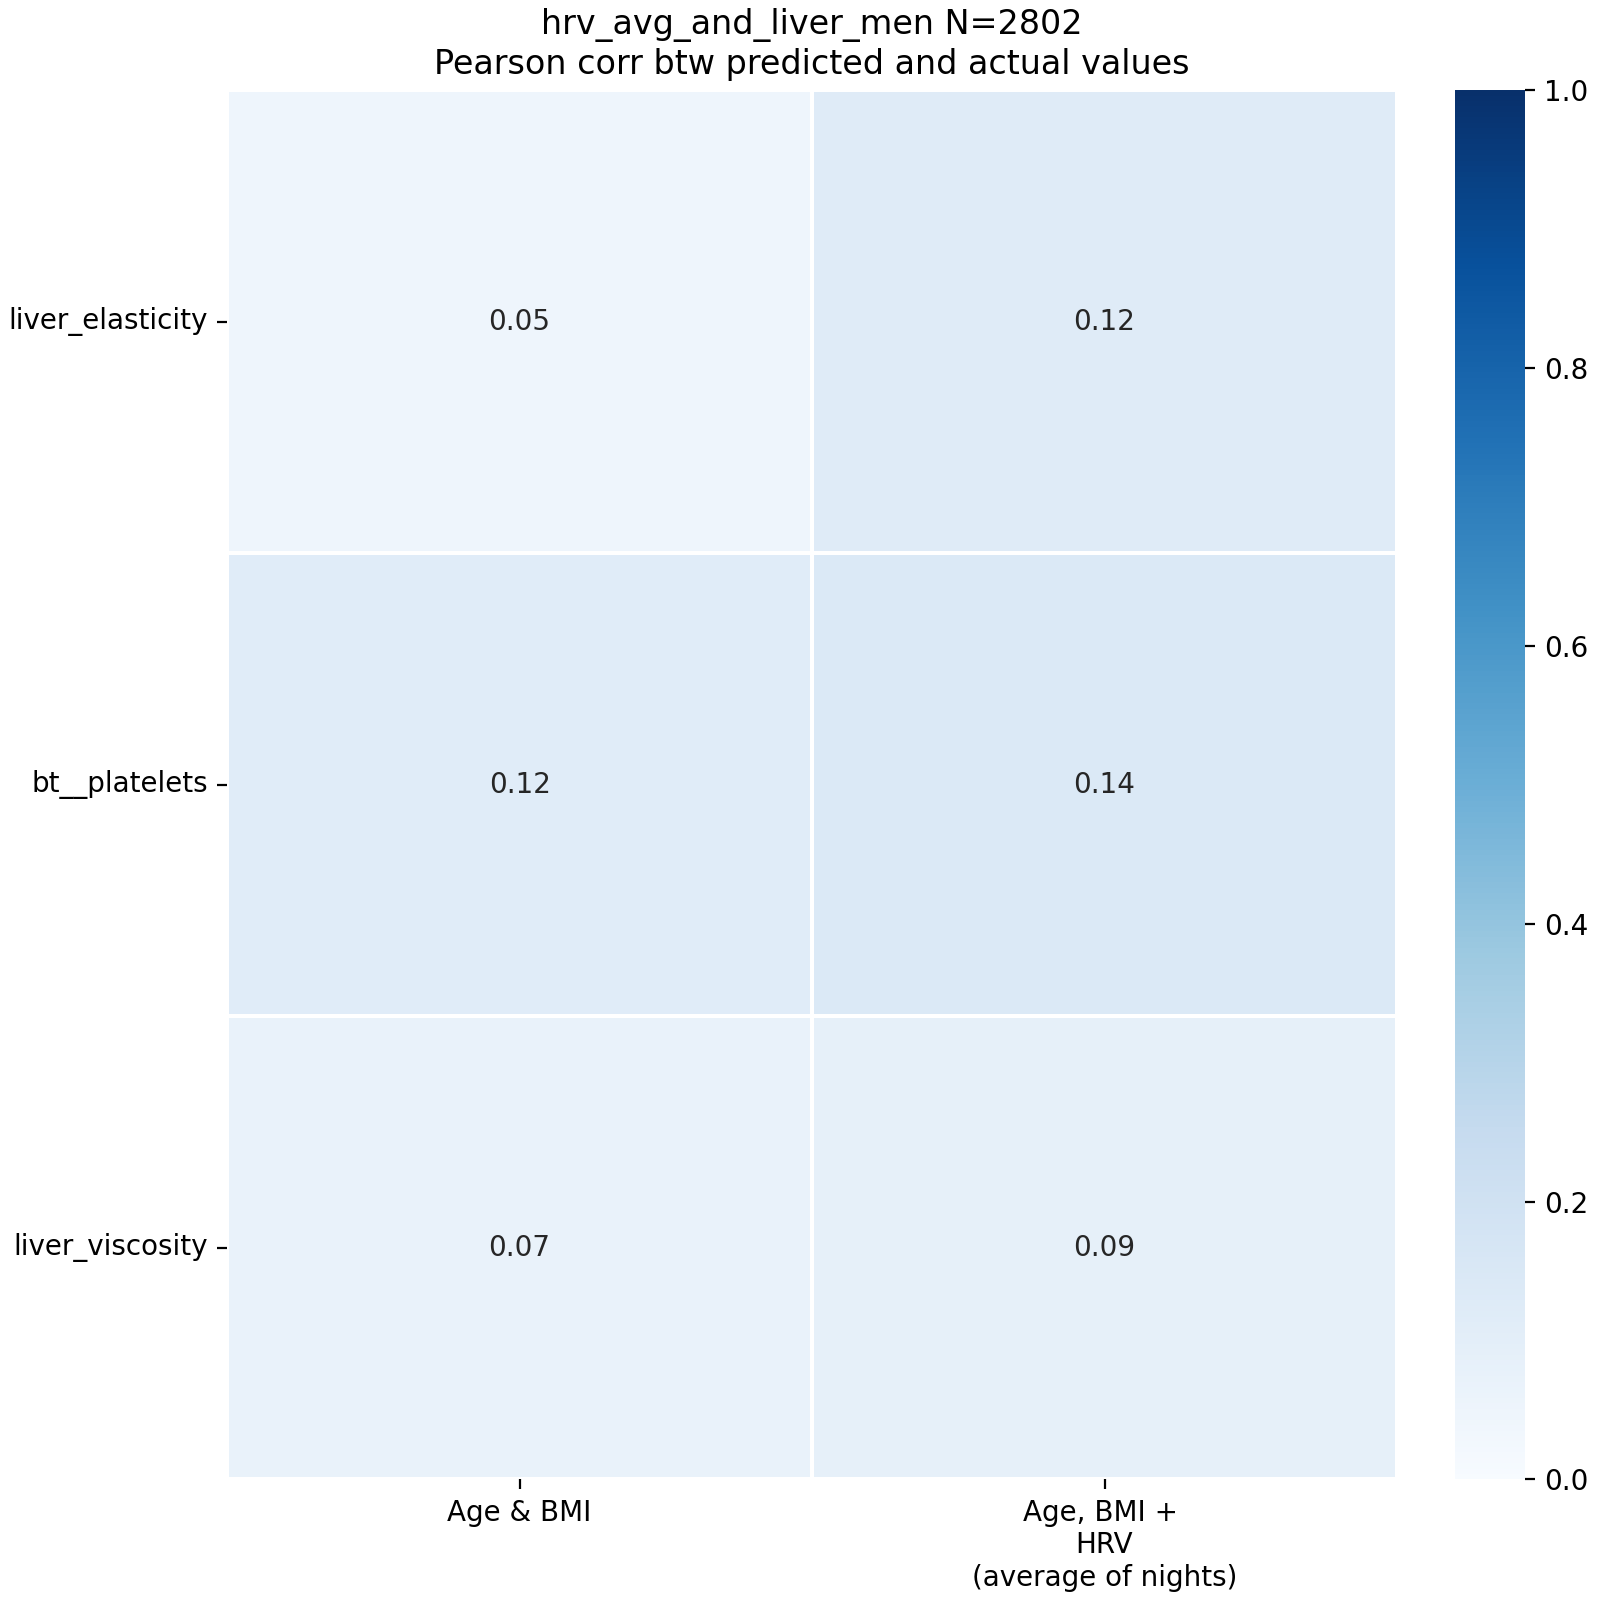 hrv_avg_and_liver_men N=2802
Pearson corr btw predicted and actual values
liver_elasticity
0.05
0.12
bt__platelets
0.12
0.14
liver_viscosity
0.07
0.09
Age & BMI
Age, BMI +
HRV
(average of nights)
1.0
0.8
0.6
0.4
0.2
0.0